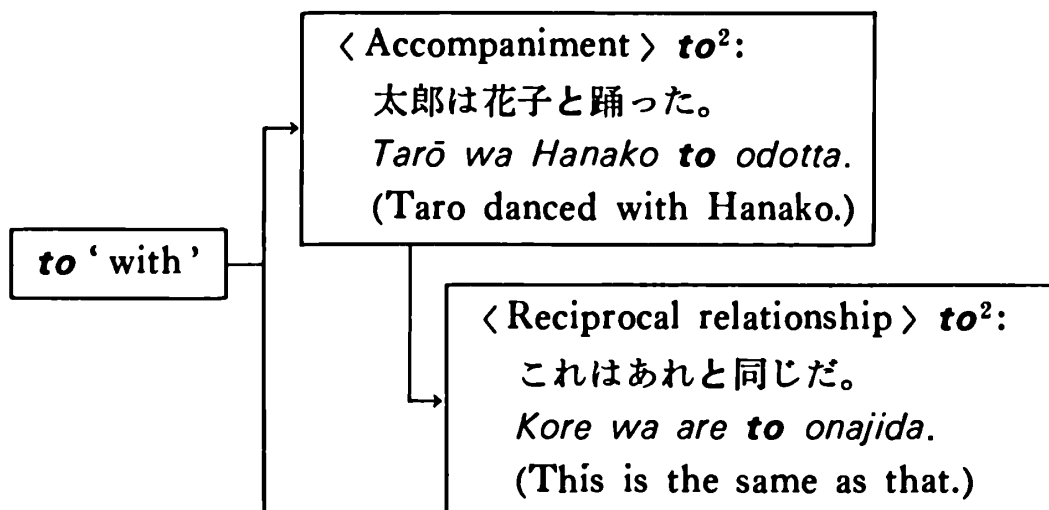 〈Accompaniment〉 to²:
太郎は花子と踊った。
Tarō wa Hanako to odotta.
(Taro danced with Hanako.)
to ‘with’
〈Reciprocal relationship〉 to²:
これはあれと同じだ。
Kore wa are to onajida.
(This is the same as that.)